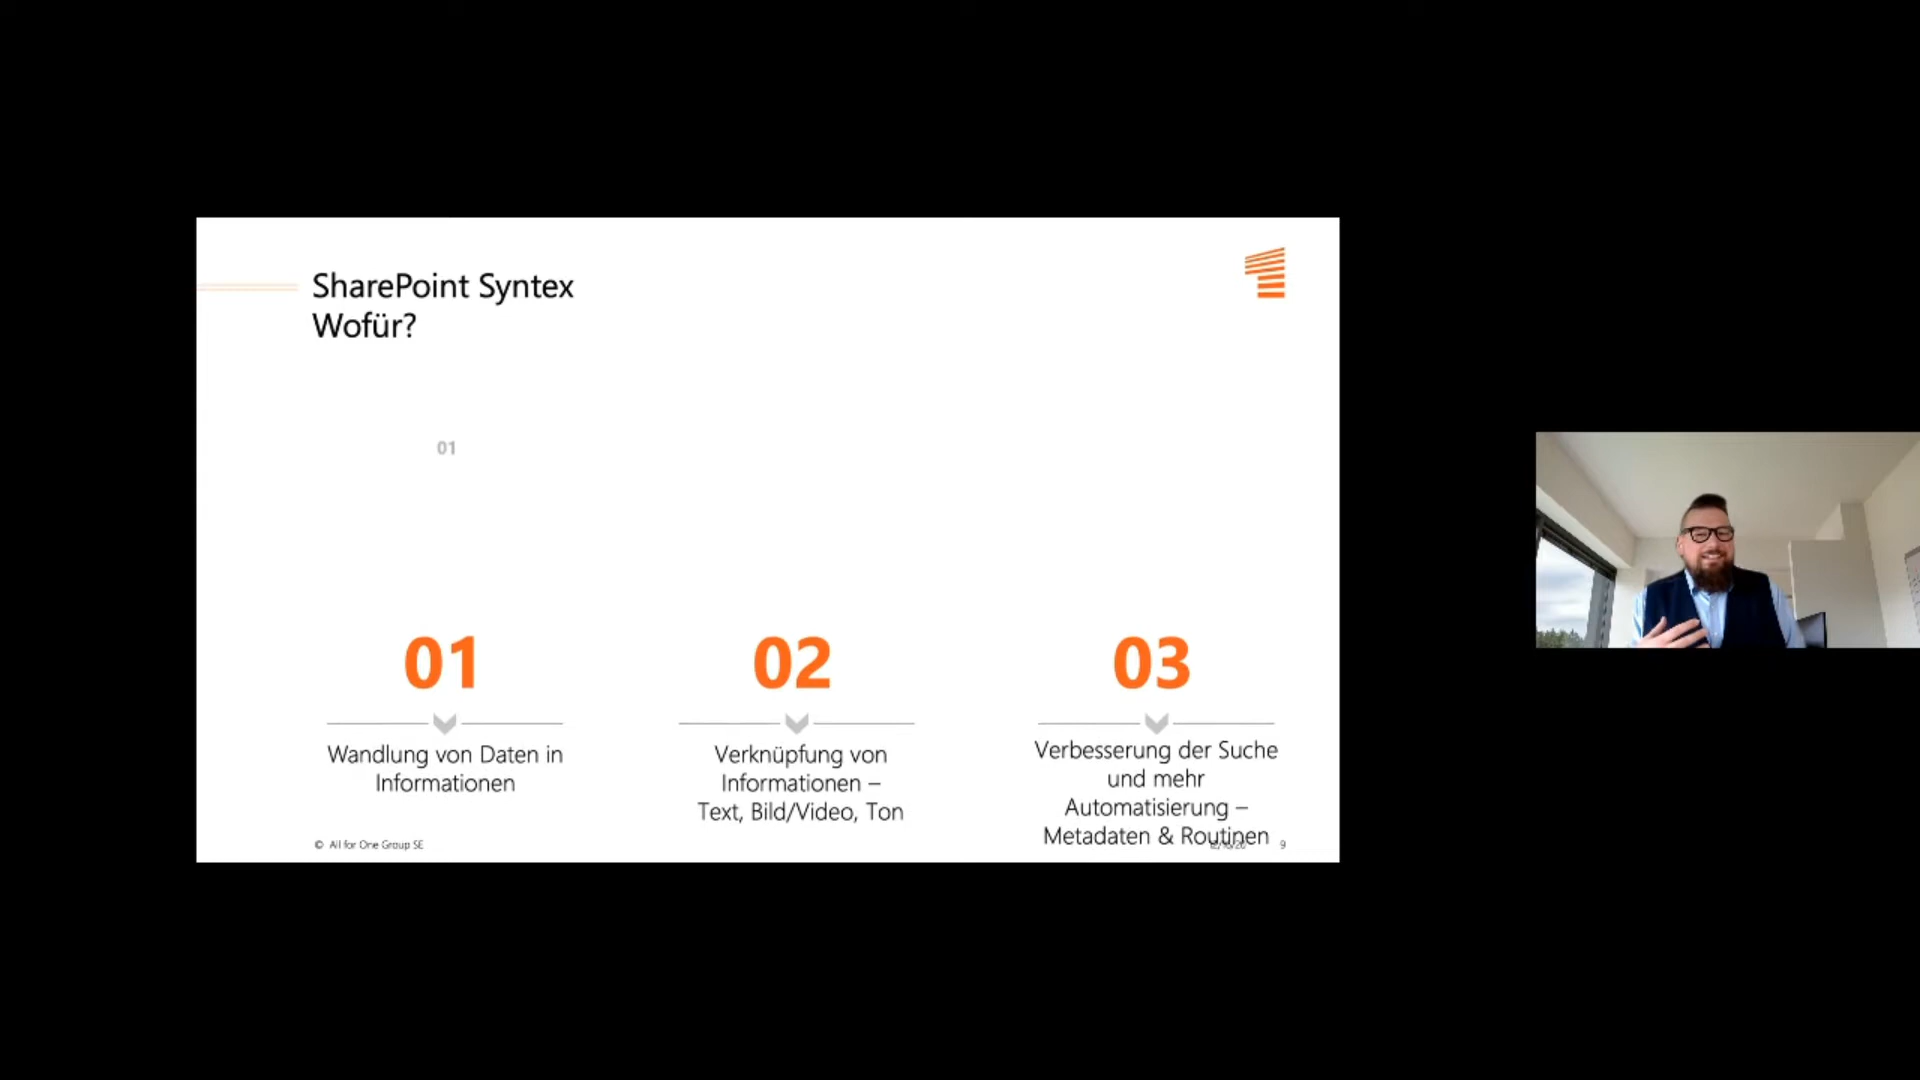 SharePoint Syntex
Wofür?
01
01
02
03
Wandlung von Daten in
Informationen
Verknüpfung von
Informationen –
Text, Bild/Video, Ton
Verbesserung der Suche
und mehr
Automatisierung –
Metadaten & Routinen
© All for One Group SE
9